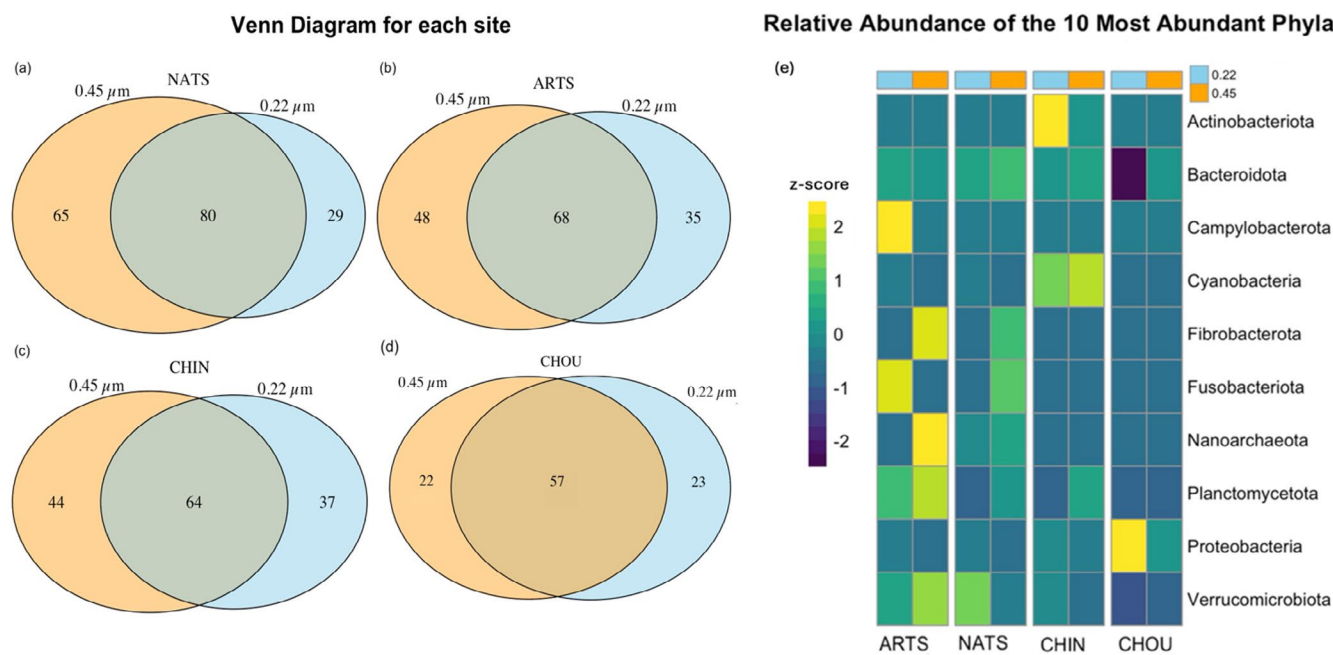 Venn Diagram for each site
(a)
NATS
0.45 µm
0.22 µm
65
80
29
(b)
ARTS
0.45 µm
0.22 µm
48
68
35
(c)
CHIN
0.45 µm
0.22 µm
44
64
37
(d)
CHOU
0.45 µm
0.22 µm
22
57
23
Relative Abundance of the 10 Most Abundant Phyla
(e)
0.22
0.45
z-score
2
1
0
-1
-2
Actinobacteriota
Bacteroidota
Campylobacterota
Cyanobacteria
Fibrobacterota
Fusobacteriota
Nanoarchaeota
Planctomycetota
Proteobacteria
Verrucomicrobiota
ARTS NATS CHIN CHOU